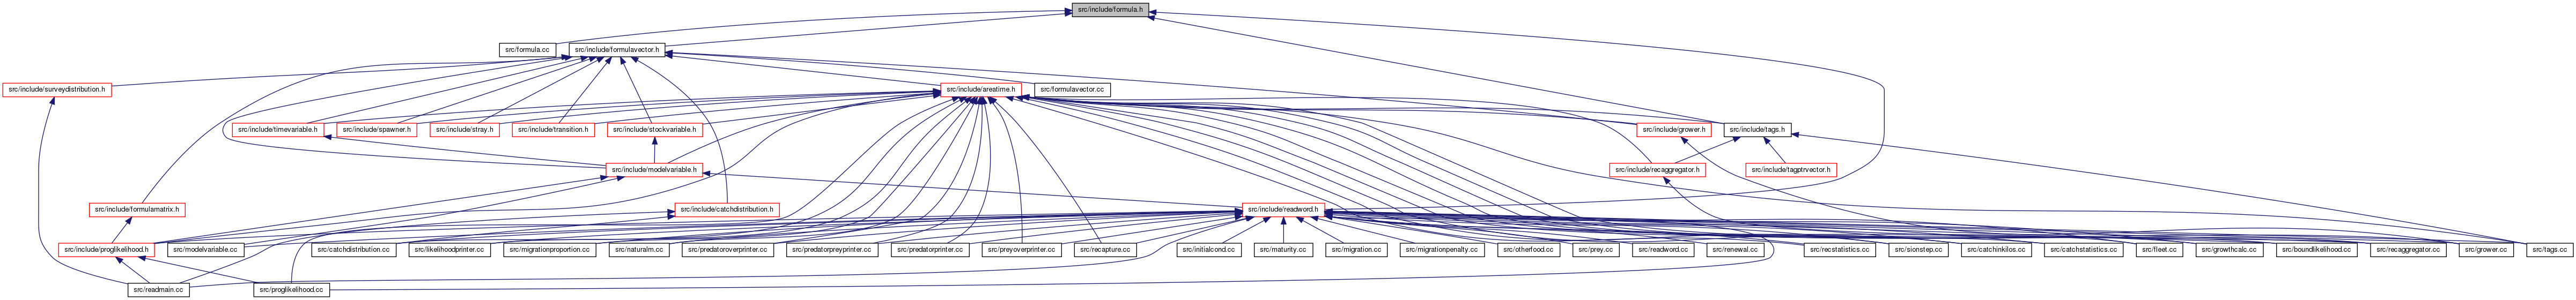 src/include/formula.h
src/formula.cc
src/include/formulavector.h
src/include/surveydistribution.h
src/include/areatime.h
src/formulavector.cc
src/include/timevariable.h
src/include/spawner.h
src/include/stray.h
src/include/transition.h
src/include/stockvariable.h
src/include/grower.h
src/include/tags.h
src/include/modelvariable.h
src/include/recaggregator.h
src/include/tagptrvector.h
src/include/formulamatrix.h
src/include/catchdistribution.h
src/include/readword.h
src/include/proglikelihood.h
src/modelvariable.cc
src/catchdistribution.cc
src/likelihoodprinter.cc
src/migrationproportion.cc
src/naturalm.cc
src/predatoroverprinter.cc
src/predatorpreyprinter.cc
src/predatorprinter.cc
src/preyoverprinter.cc
src/recapture.cc
src/initialcond.cc
src/maturity.cc
src/migration.cc
src/migrationpenalty.cc
src/otherfood.cc
src/prey.cc
src/readword.cc
src/renewal.cc
src/recstatistics.cc
src/sionstep.cc
src/catchinkilos.cc
src/catchstatistics.cc
src/fleet.cc
src/growthcalc.cc
src/boundlikelihood.cc
src/recaggregator.cc
src/grower.cc
src/tags.cc
src/readmain.cc
src/proglikelihood.cc